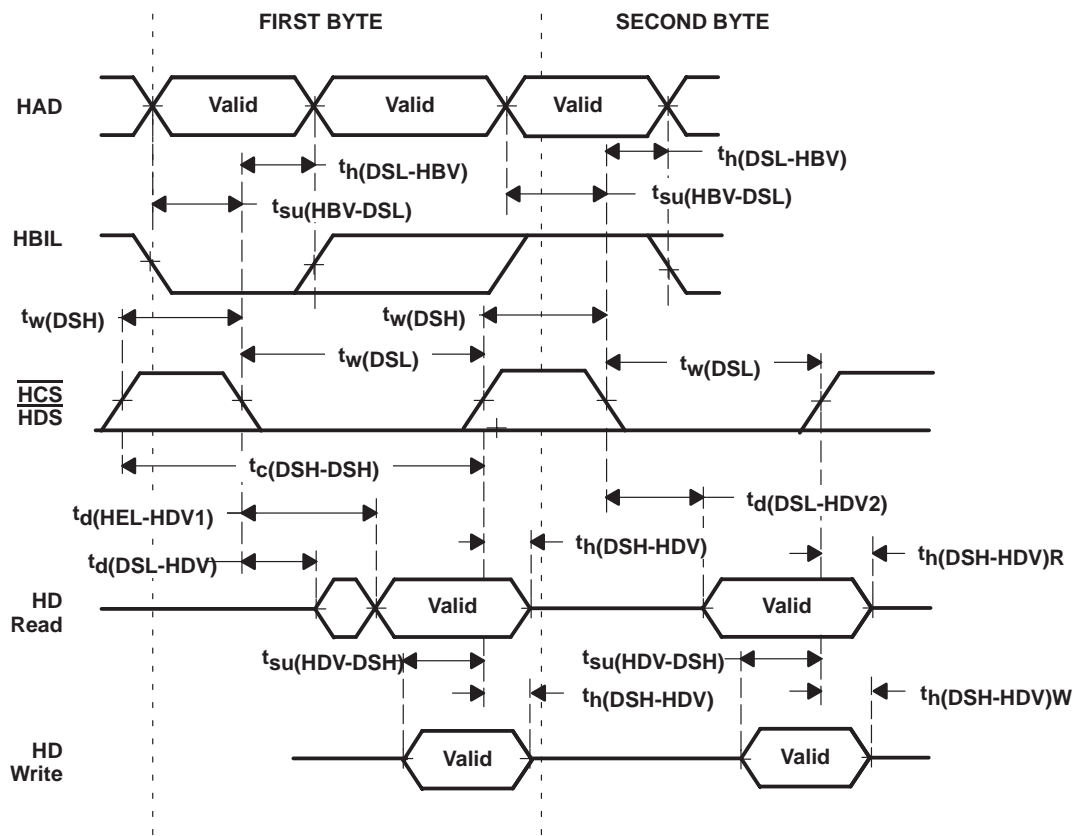 FIRST BYTE SECOND BYTE
HAD Valid Valid Valid
th(DSL-HBV) th(DSL-HBV)
tsu(HBV-DSL) tsu(HBV-DSL)
HBIL
tw(DSH) tw(DSH)
tw(DSL) tw(DSL)
HCS
HDS
tc(DSH-DSH)
td(HEL-HDV1) td(DSL-HDV2)
td(DSL-HDV) th(DSH-HDV) th(DSH-HDV)R
HD
Read Valid Valid
tsu(HDV-DSH) tsu(HDV-DSH)
th(DSH-HDV) th(DSH-HDV)W
HD
Write Valid Valid